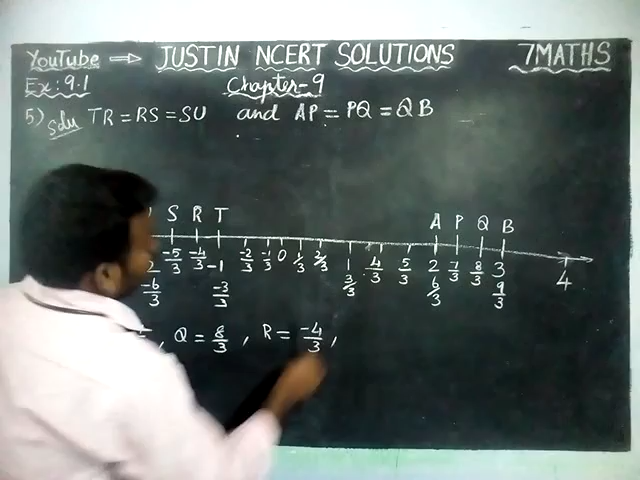 YouTube ⇒ JUSTIN NCERT SOLUTIONS 7MATHS
Ex: 9.1 Chapter-9
5) Solu TR = RS = SU and AP = PQ = QB
S R T A P Q B
-5/3 -4/3 -1 -2/3 -1/3 0 1/3 2/3 1 4/3 5/3 2 7/3 8/3 3 4
-6/3 -3/3 3/3 6/3 9/3
, Q = 8/3 , R = -4/3 ,